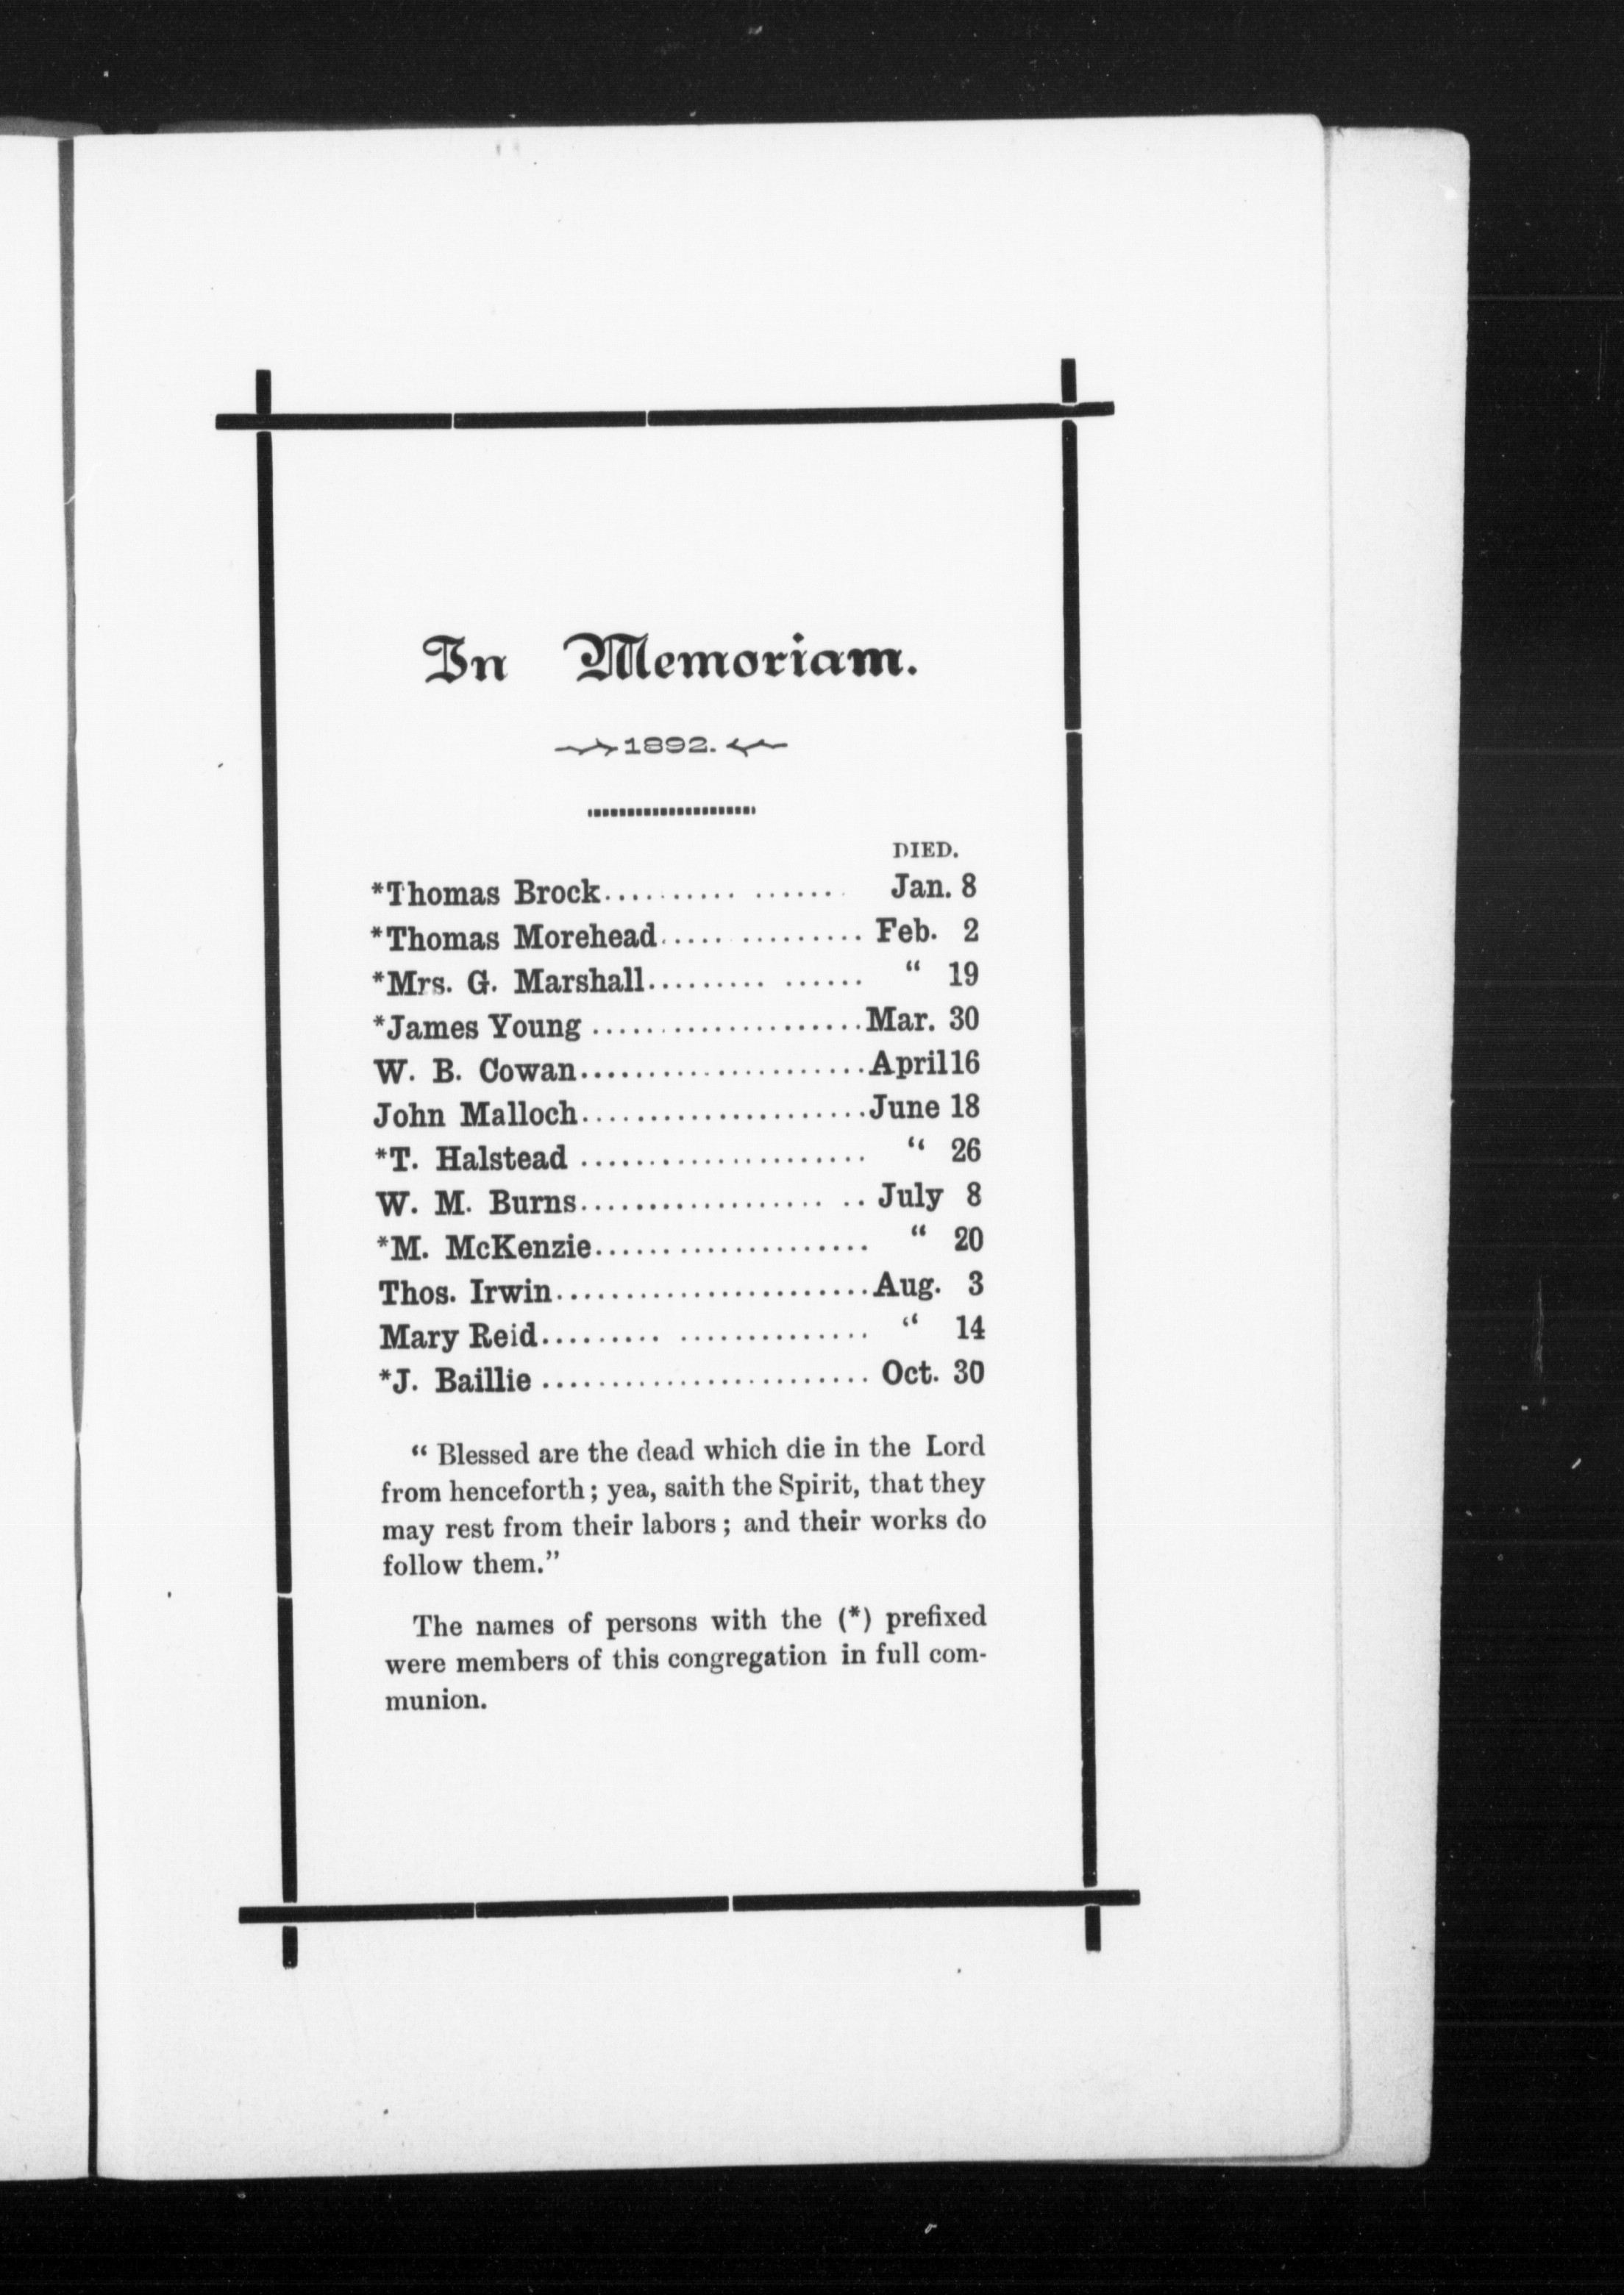 In Memoriam.
1892.
DIED.
*Thomas Brock.......... ....... Jan. 8
*Thomas Morehead..... ......... Feb. 2
*Mrs. G. Marshall......... ...... “ 19
*James Young ....................Mar. 30
W. B. Cowan.....................April16
John Malloch.....................June 18
*T. Halstead ..................... “ 26
W. M. Burns.................. .. July 8
*M. McKenzie.................... “ 20
Thos. Irwin.......................Aug. 3
Mary Reid......... .............. “ 14
*J. Baillie ........................ Oct. 30
“ Blessed are the dead which die in the Lord
from henceforth; yea, saith the Spirit, that they
may rest from their labors; and their works do
follow them.”
The names of persons with the (*) prefixed
were members of this congregation in full com-
munion.